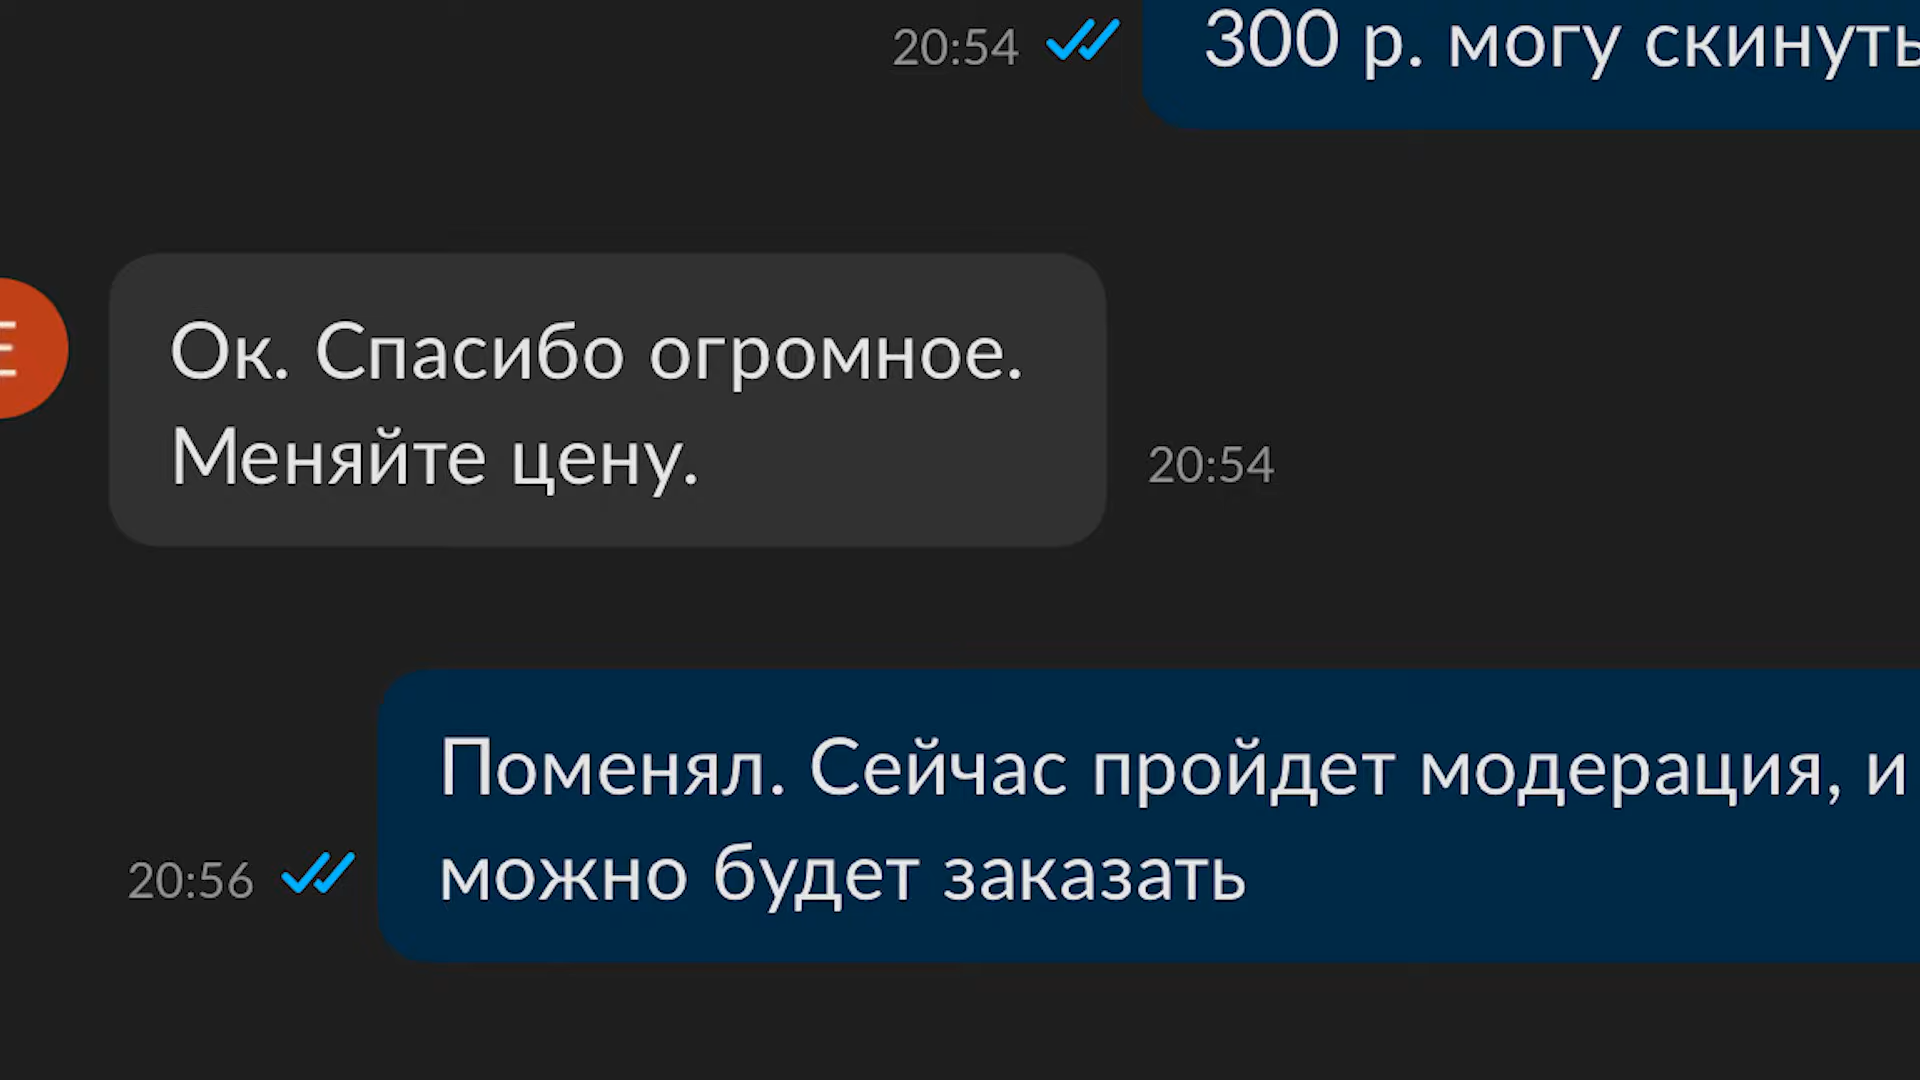 300 р. могу скинуть
20:54
Е
Ок. Спасибо огромное.
Меняйте цену.
20:54
Поменял. Сейчас пройдет модерация, и
можно будет заказать
20:56